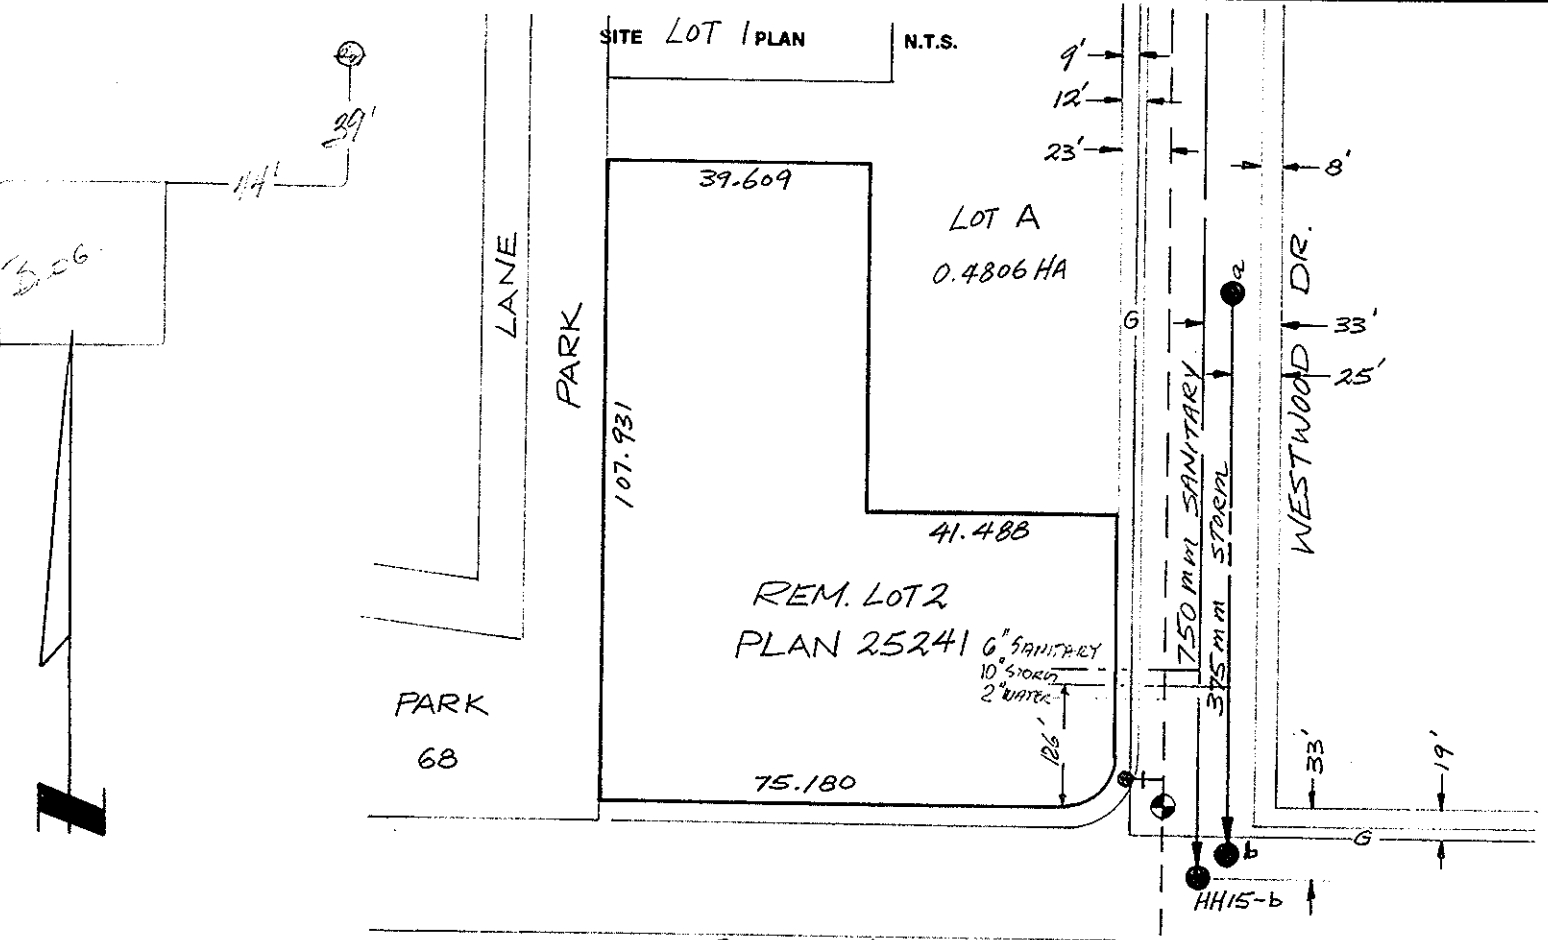 SITE LOT 1 PLAN N.T.S.
39'
44'
LANE
PARK
39.609
107.931
LOT A
0.4806 HA
41.488
REM. LOT 2
PLAN 25241
6" SANITARY
10" STORM
2" WATER
126'
75.180
PARK
68
9'
12'
23'
8'
G
a
33'
25'
WESTWOOD DR.
750 mm SANITARY
375 mm STORM
33'
19'
G
b
HH15-b